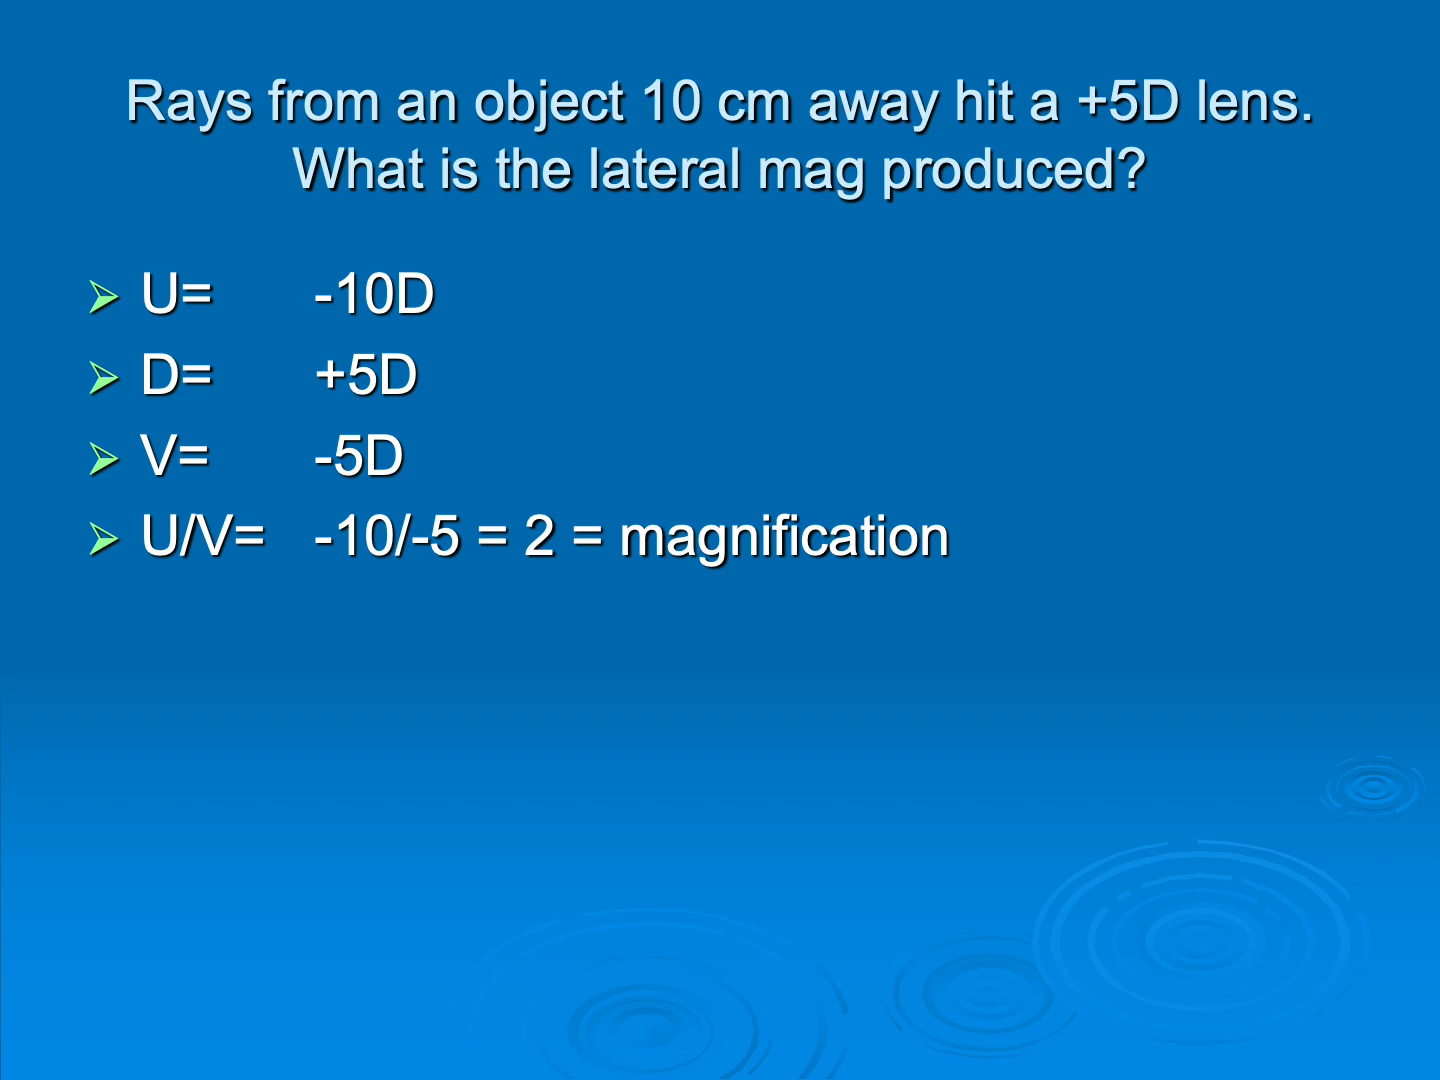 Rays from an object 10 cm away hit a +5D lens.
What is the lateral mag produced?
U= -10D
D= +5D
V= -5D
U/V= -10/-5 = 2 = magnification